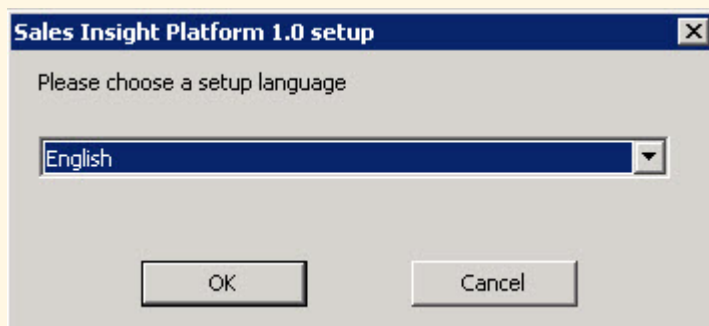 Sales Insight Platform 1.0 setup
Please choose a setup language
English
OK
Cancel